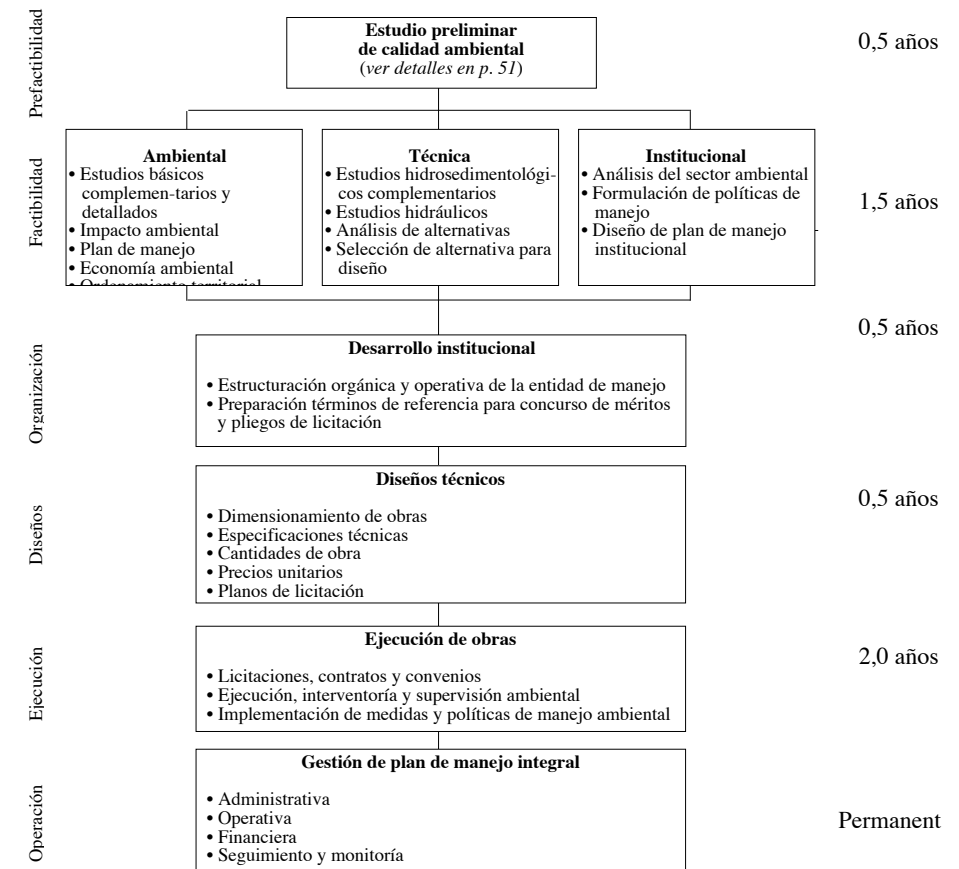 Prefactibilidad
Estudio preliminar
de calidad ambiental
(ver detalles en p. 51)
0,5 años
Factibilidad
Ambiental
• Estudios básicos
complemen-tarios y
detallados
• Impacto ambiental
• Plan de manejo
• Economía ambiental
• Ordenamiento territorial
Técnica
• Estudios hidrosedimentológi-
cos complementarios
• Estudios hidráulicos
• Análisis de alternativas
• Selección de alternativa para
diseño
Institucional
• Análisis del sector ambiental
• Formulación de políticas de
manejo
• Diseño de plan de manejo
institucional
1,5 años
Organización
Desarrollo institucional
• Estructuración orgánica y operativa de la entidad de manejo
• Preparación términos de referencia para concurso de méritos
y pliegos de licitación
0,5 años
Diseños
Diseños técnicos
• Dimensionamiento de obras
• Especificaciones técnicas
• Cantidades de obra
• Precios unitarios
• Planos de licitación
0,5 años
Ejecución
Ejecución de obras
• Licitaciones, contratos y convenios
• Ejecución, interventoría y supervisión ambiental
• Implementación de medidas y políticas de manejo ambiental
2,0 años
Operación
Gestión de plan de manejo integral
• Administrativa
• Operativa
• Financiera
• Seguimiento y monitoría
Permanent